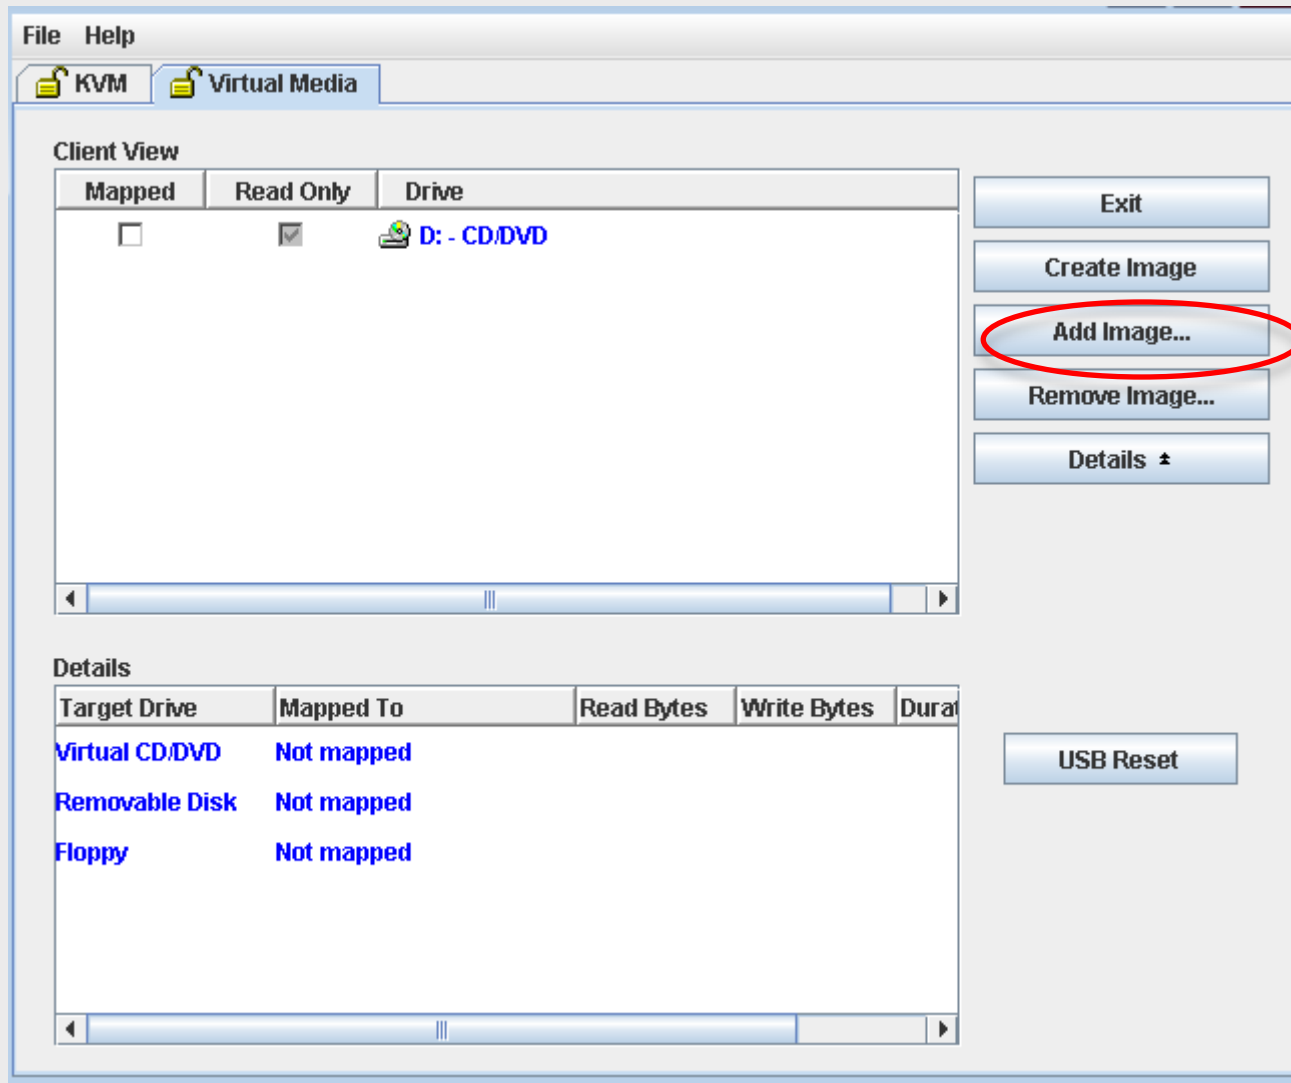 File Help
KVM Virtual Media
Client View
Mapped Read Only Drive
D: - CD/DVD
Exit
Create Image
Add Image...
Remove Image...
Details
Details
Target Drive Mapped To Read Bytes Write Bytes Durat
Virtual CD/DVD Not mapped
Removable Disk Not mapped
Floppy Not mapped
USB Reset